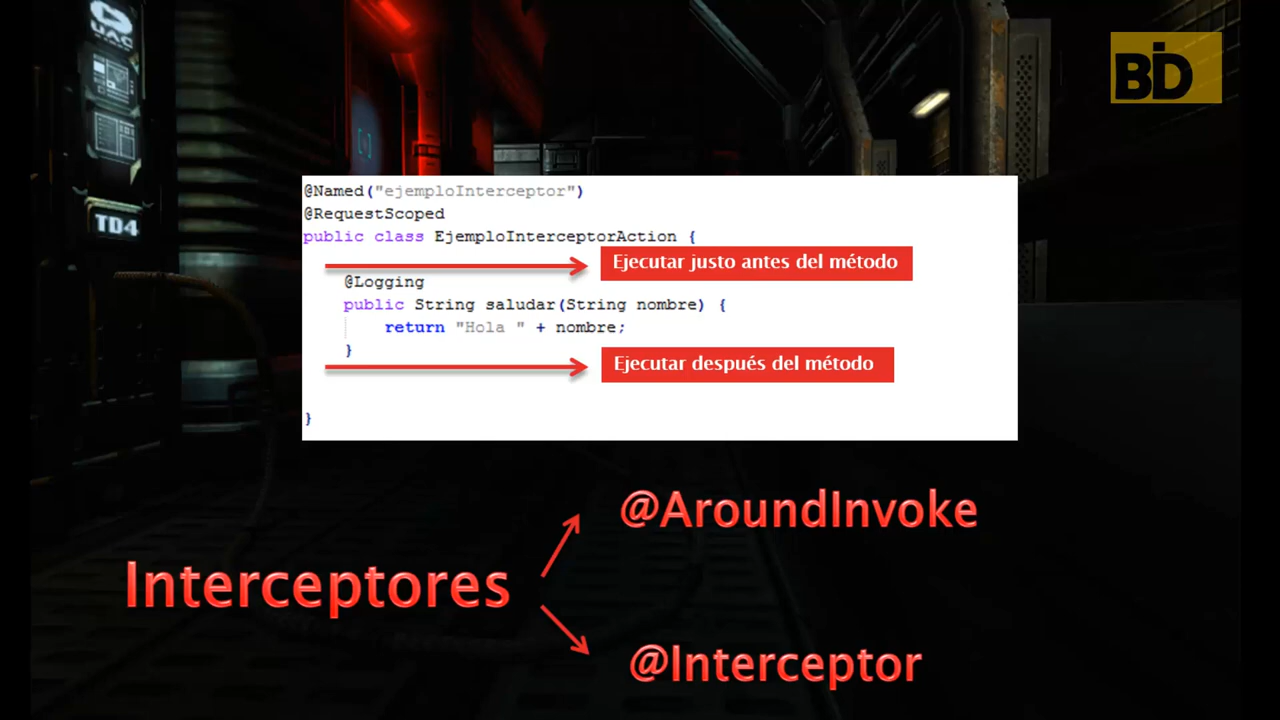 UAC
BD
TD4
@Named("ejemploInterceptor")
@RequestScoped
public class EjemploInterceptorAction {
Ejecutar justo antes del método
@Logging
public String saludar(String nombre) {
return "Hola " + nombre;
}
Ejecutar después del método
}
@AroundInvoke
Interceptores
@Interceptor